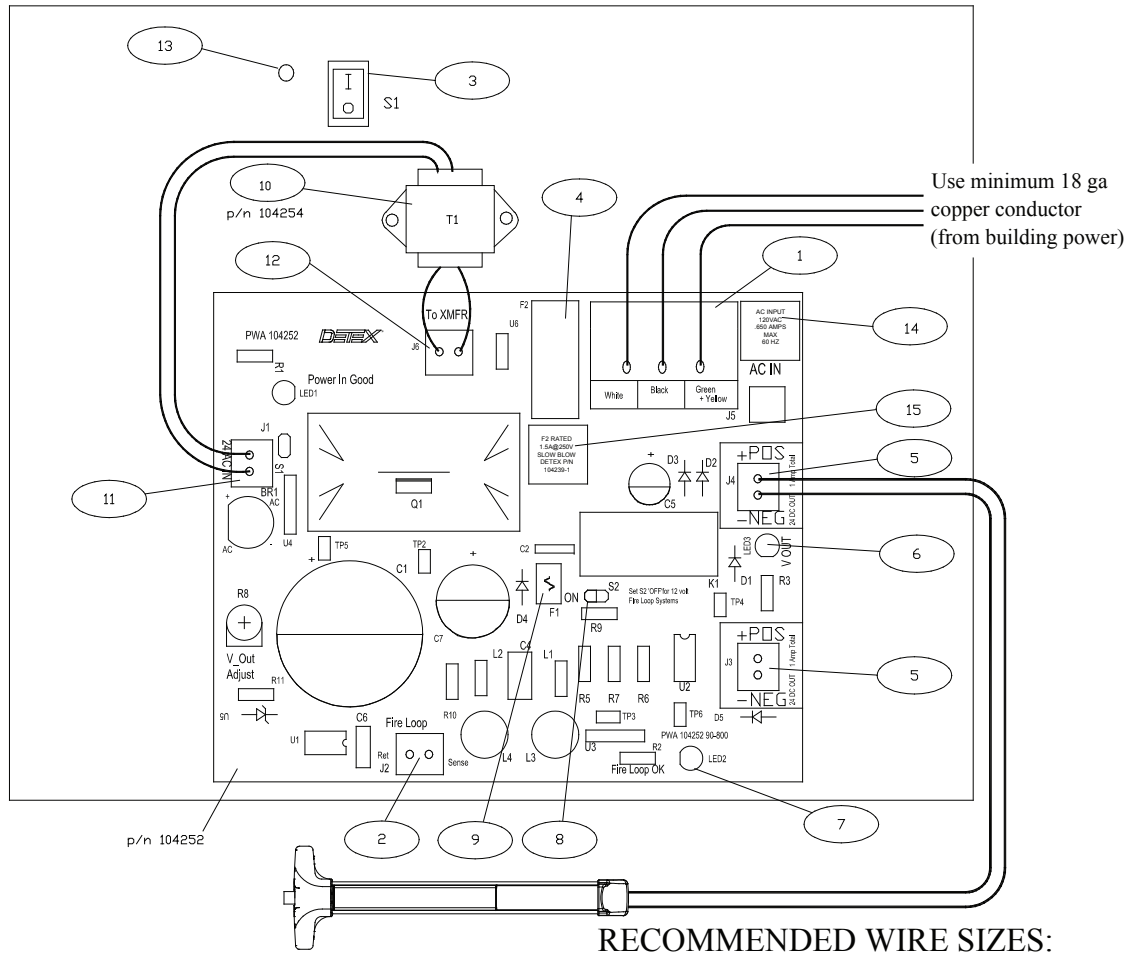 13
3
S1
10
p/n 104254
T1
4
Use minimum 18 ga
copper conductor
(from building power)
12
1
To XMFR
J6
U6
F2
AC INPUT
120VAC
.650 AMPS
MAX
60 HZ
14
PWA 104252
DETEX
R1
Power In Good
LED1
White
Black
Green
+ Yellow
AC IN
J5
15
F2 RATED
1.5A@250V
SLOW BLOW
DETEX P/N
104239-1
J1
24 AC IN
S1
11
BR1
AC
+
AC
-
U4
Q1
+
D3
D2
C5
+POS
J4
24 DC OUT 1 Amp Total
-NEG
5
TP5
+
C1
TP2
+
C7
C2
D4
F1
ON
S2
Set S2 'OFF' for 12 volt
Fire Loop Systems
R9
K1
D1
LED3
V OUT
R3
TP4
6
R8
V_Out
Adjust
R11
U5
U1
C6
Fire Loop
Ret
J2
Sense
R10
L2
C4
L1
L4
L3
R5
R7
R6
U2
TP3
U3
TP6
+POS
J3
24 DC OUT 1 Amp Total
-NEG
5
D5
PWA 104252 90-800
R2
Fire Loop OK
LED2
p/n 104252
2
9
8
7
RECOMMENDED WIRE SIZES: